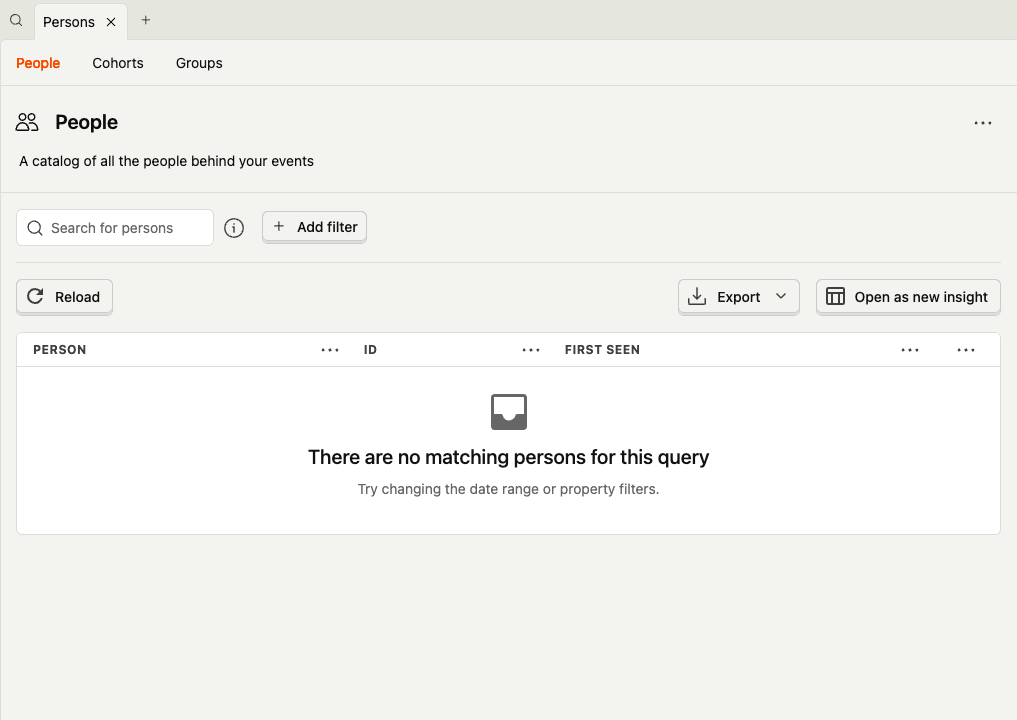 Persons
People
Cohorts
Groups
People
A catalog of all the people behind your events
Search for persons
Add filter
Reload
Export
Open as new insight
PERSON
ID
FIRST SEEN
There are no matching persons for this query
Try changing the date range or property filters.